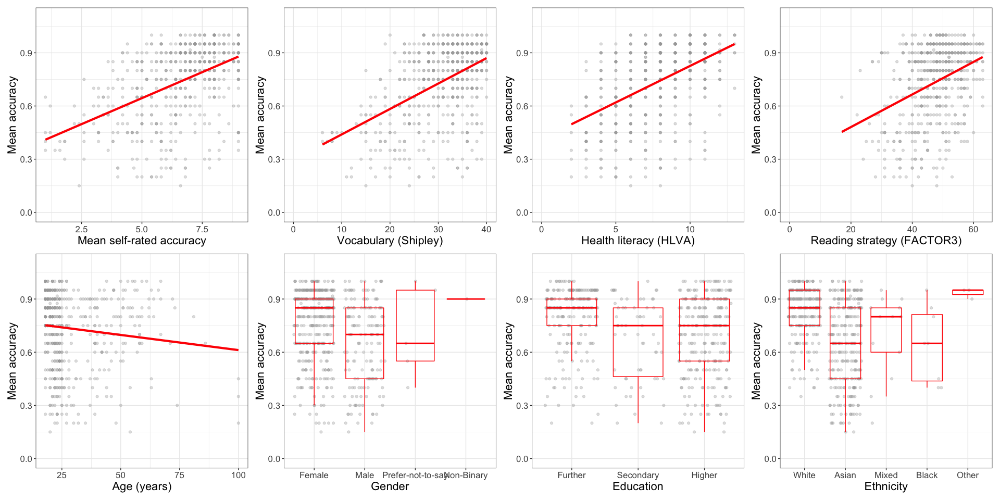 Mean accuracy
0.9
0.6
0.3
0.0
2.5 5.0 7.5
Mean self-rated accuracy
Mean accuracy
0.9
0.6
0.3
0.0
0 10 20 30 40
Vocabulary (Shipley)
Mean accuracy
0.9
0.6
0.3
0.0
0 5 10
Health literacy (HLVA)
Mean accuracy
0.9
0.6
0.3
0.0
0 20 40 60
Reading strategy (FACTOR3)
Mean accuracy
0.9
0.6
0.3
0.0
25 50 75 100
Age (years)
Mean accuracy
0.9
0.6
0.3
0.0
Female Male Prefer-not-to-say Non-Binary
Gender
Mean accuracy
0.9
0.6
0.3
0.0
Further Secondary Higher
Education
Mean accuracy
0.9
0.6
0.3
0.0
White Asian Mixed Black Other
Ethnicity